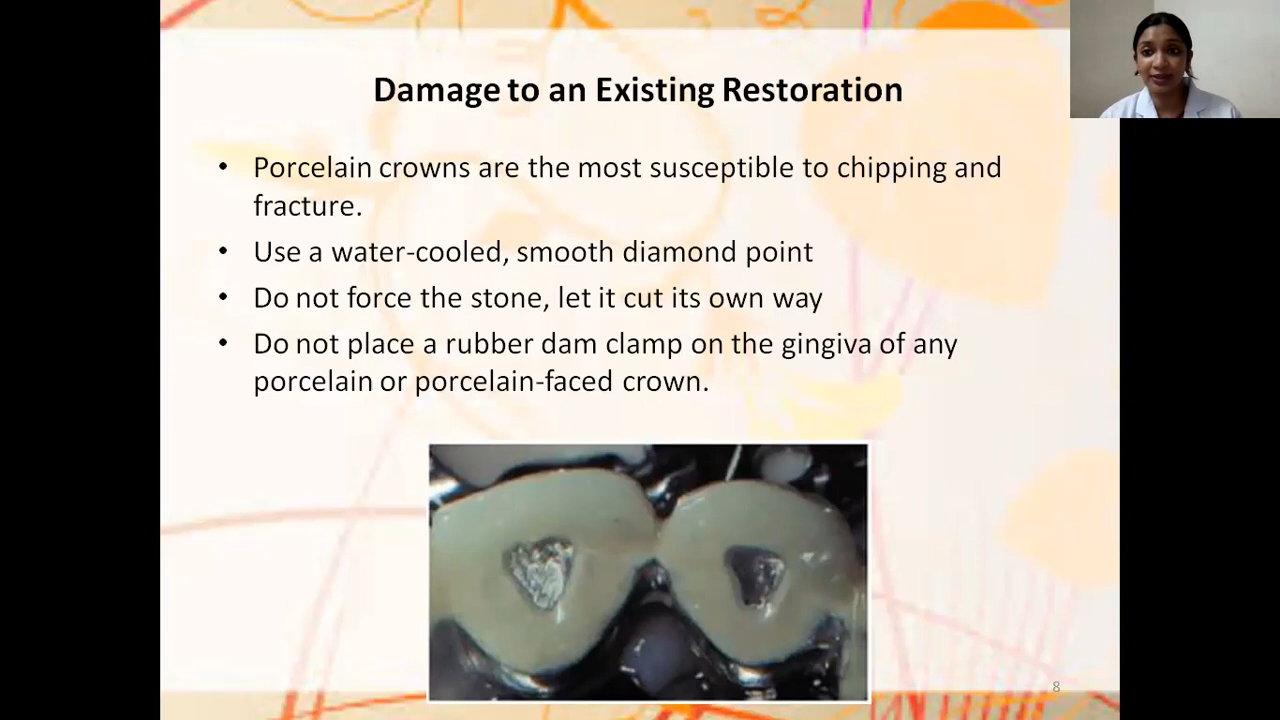 Damage to an Existing Restoration
• Porcelain crowns are the most susceptible to chipping and
fracture.
• Use a water-cooled, smooth diamond point
• Do not force the stone, let it cut its own way
• Do not place a rubber dam clamp on the gingiva of any
porcelain or porcelain-faced crown.
8